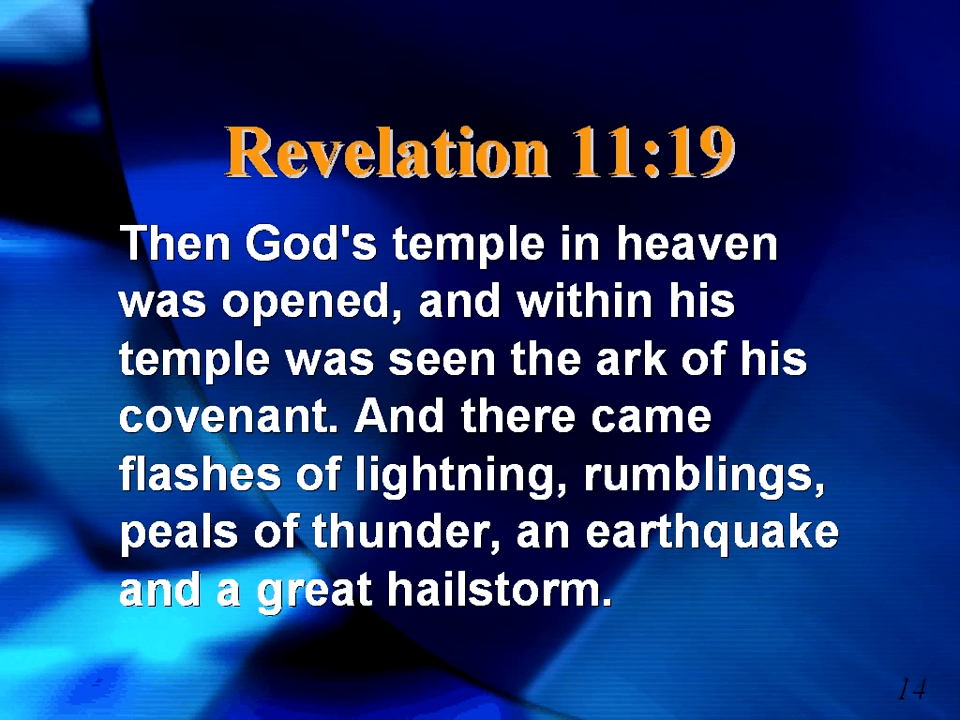 Revelation 11:19
Then God's temple in heaven
was opened, and within his
temple was seen the ark of his
covenant. And there came
flashes of lightning, rumblings,
peals of thunder, an earthquake
and a great hailstorm.
14